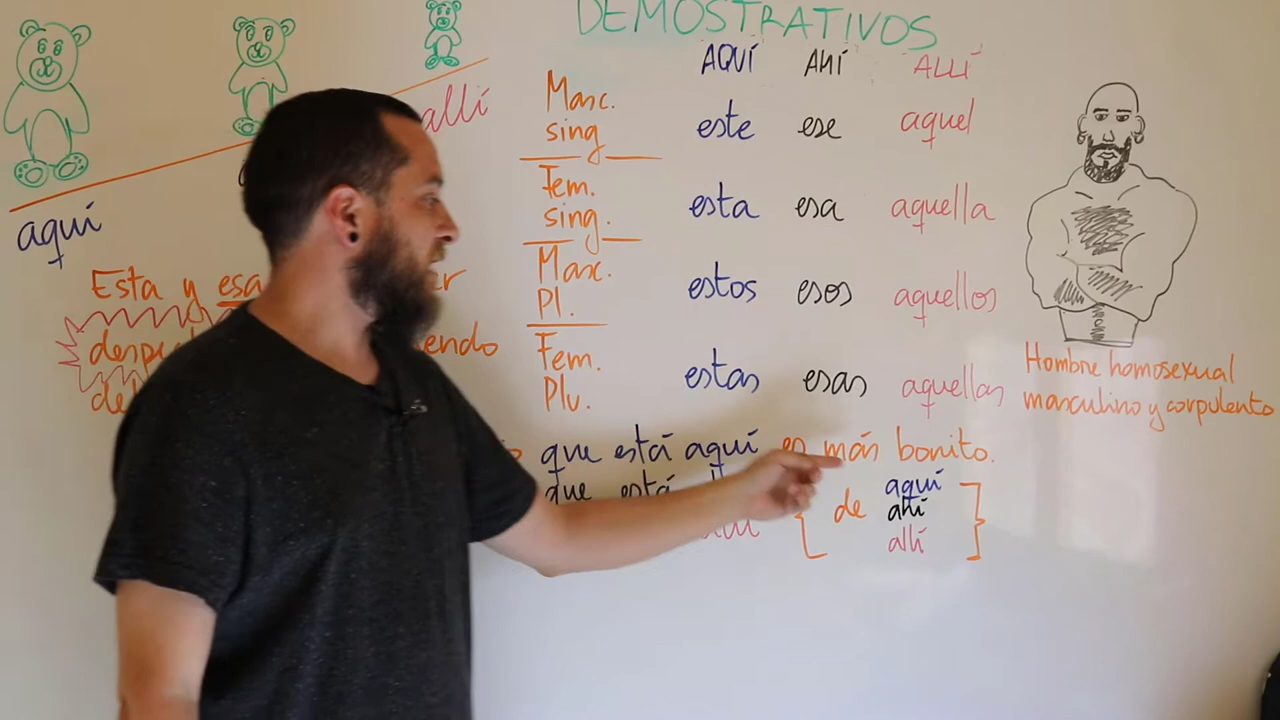 DEMOSTRATIVOS
AQUÍ AHÍ ALLÍ
Masc.
sing
este ese aquel
Fem.
sing.
esta esa aquella
Masc.
Pl.
estos esos aquellos
Fem.
Plu.
estas esas aquellas
aquí
allí
Esta y esa
Hombre homosexual
masculino y corpulento
que está aquí es más bonito.
que está
de aquí
ahí
allí